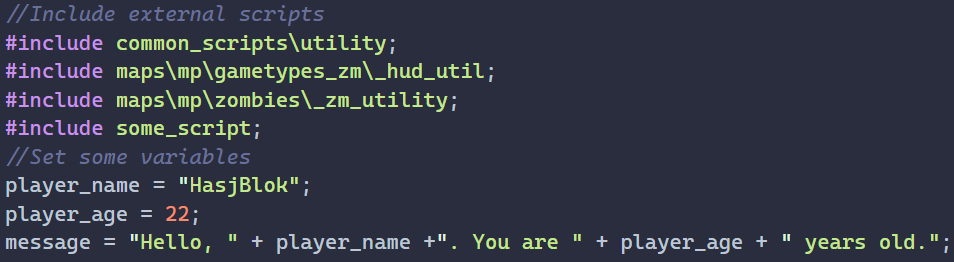 //Include external scripts
#include common_scripts\utility;
#include maps\mp\gametypes_zm\_hud_util;
#include maps\mp\zombies\_zm_utility;
#include some_script;
//Set some variables
player_name = "HasjBlok";
player_age = 22;
message = "Hello, " + player_name +". You are " + player_age + " years old.";